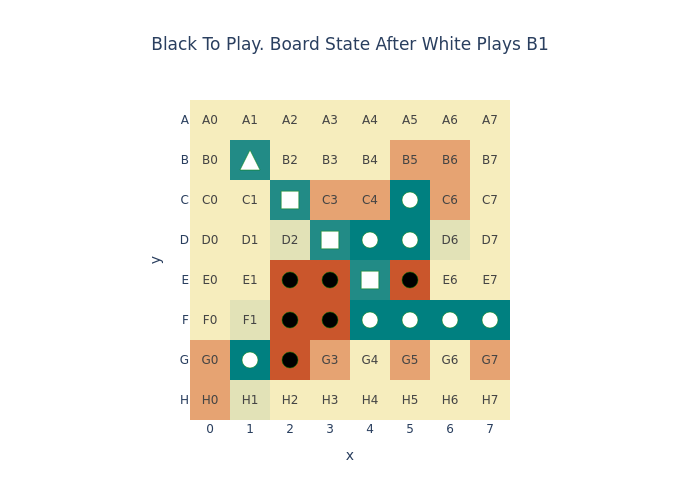 Black To Play. Board State After White Plays B1
A A0 A1 A2 A3 A4 A5 A6 A7
B B0 B2 B3 B4 B5 B6 B7
C C0 C1 C3 C4 C6 C7
D D0 D1 D2 D6 D7
y
E E0 E1 E6 E7
F F0 F1
G G0 G3 G4 G5 G6 G7
H H0 H1 H2 H3 H4 H5 H6 H7
0 1 2 3 4 5 6 7
x